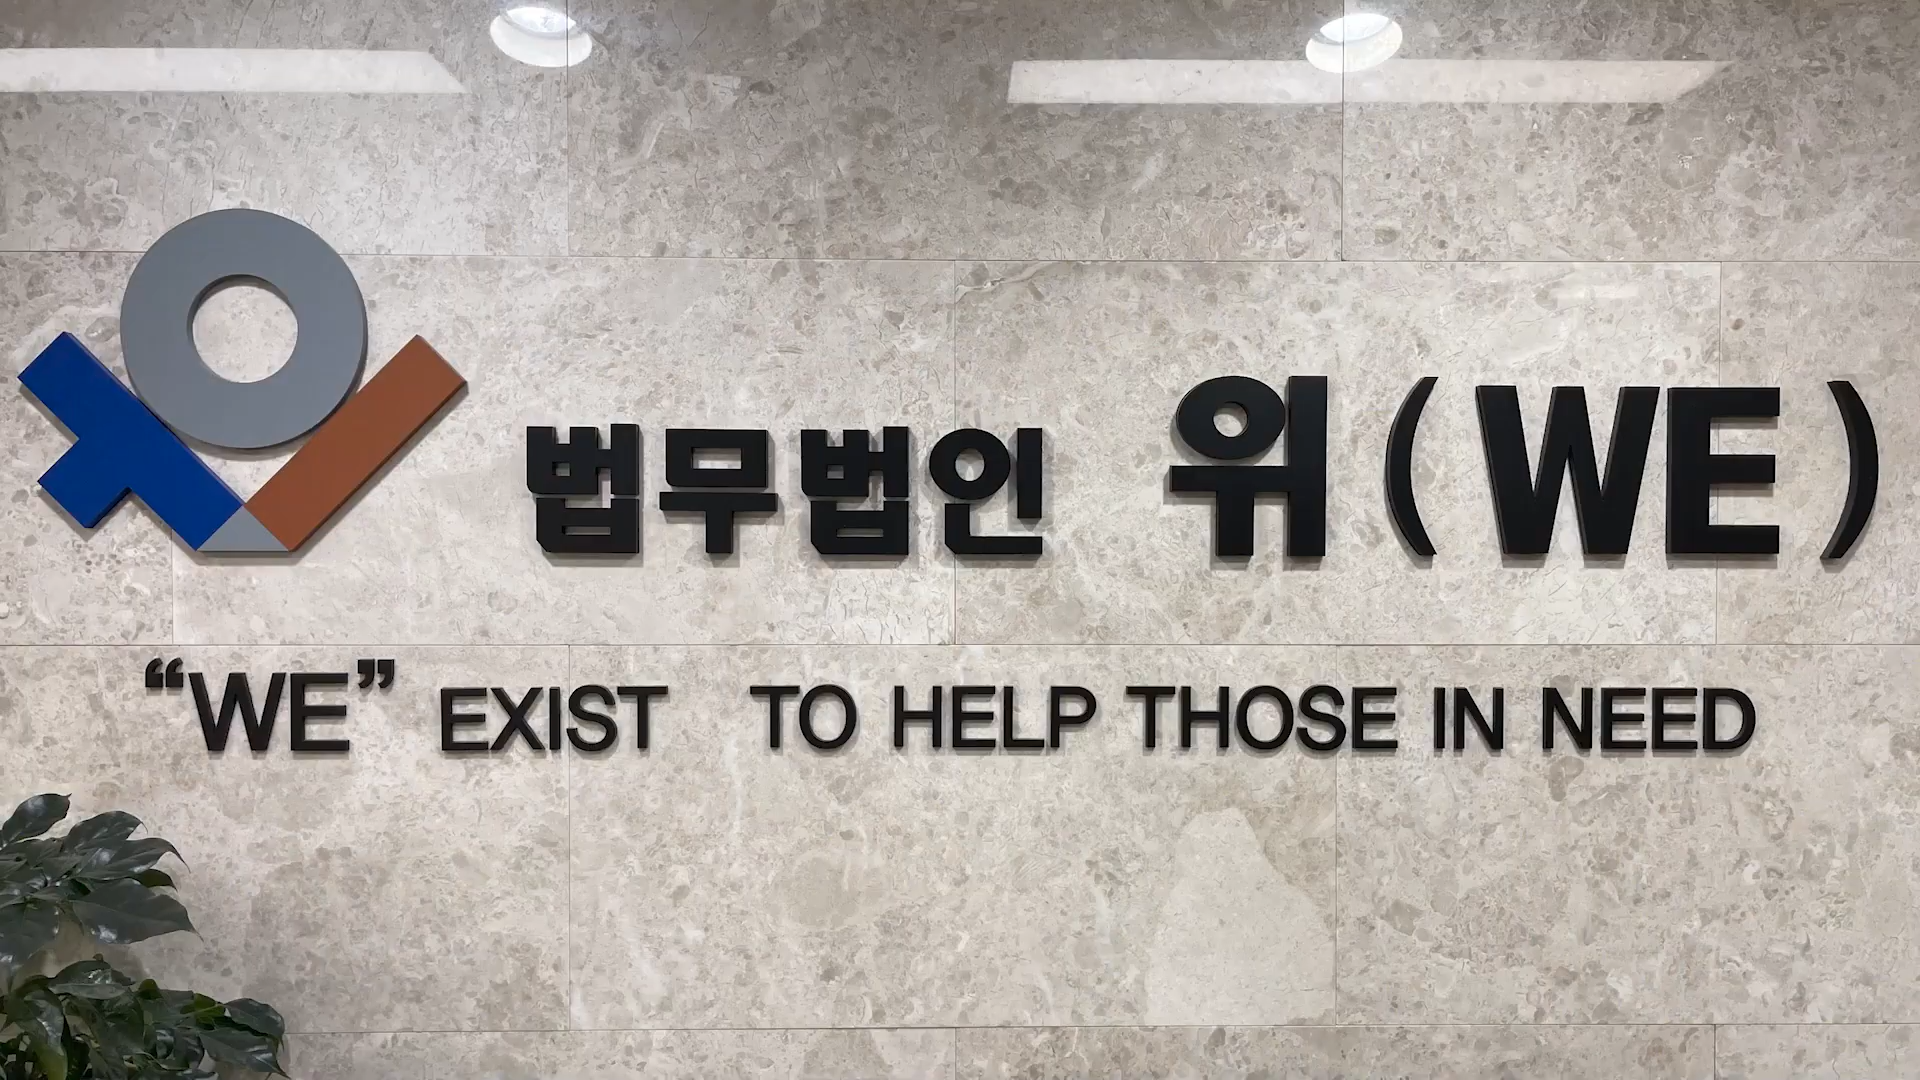 법무법인 위(WE)
“WE” EXIST TO HELP THOSE IN NEED